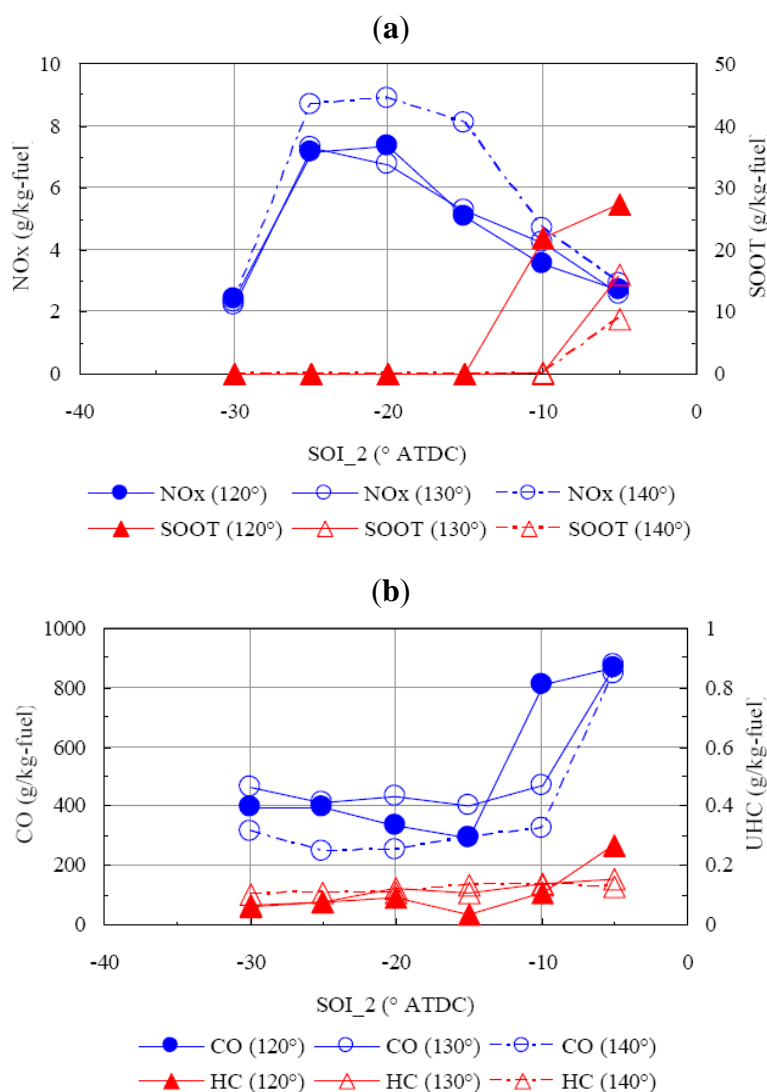 (a)
10
8
6
4
2
0
NOx (g/kg-fuel)
50
40
30
20
10
0
SOOT (g/kg-fuel)
-40 -30 -20 -10 0
SOI_2 (° ATDC)
NOx (120°) NOx (130°) NOx (140°)
SOOT (120°) SOOT (130°) SOOT (140°)
(b)
1000
800
600
400
200
0
CO (g/kg-fuel)
1
0.8
0.6
0.4
0.2
0
UHC (g/kg-fuel)
-40 -30 -20 -10 0
SOI_2 (° ATDC)
CO (120°) CO (130°) CO (140°)
HC (120°) HC (130°) HC (140°)